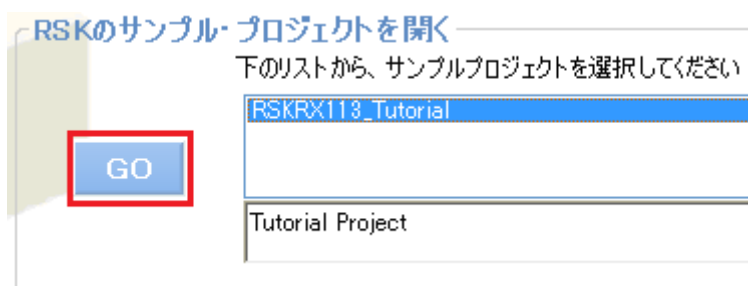 RSKのサンプル・プロジェクトを開く
下のリストから、サンプルプロジェクトを選択してください
RSKRX113_Tutorial
GO
Tutorial Project